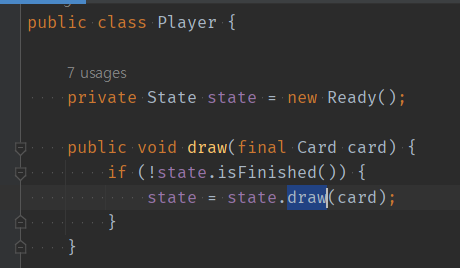 public class Player {
7 usages
private State state = new Ready();
public void draw(final Card card) {
if (!state.isFinished()) {
state = state.draw(card);
}
}